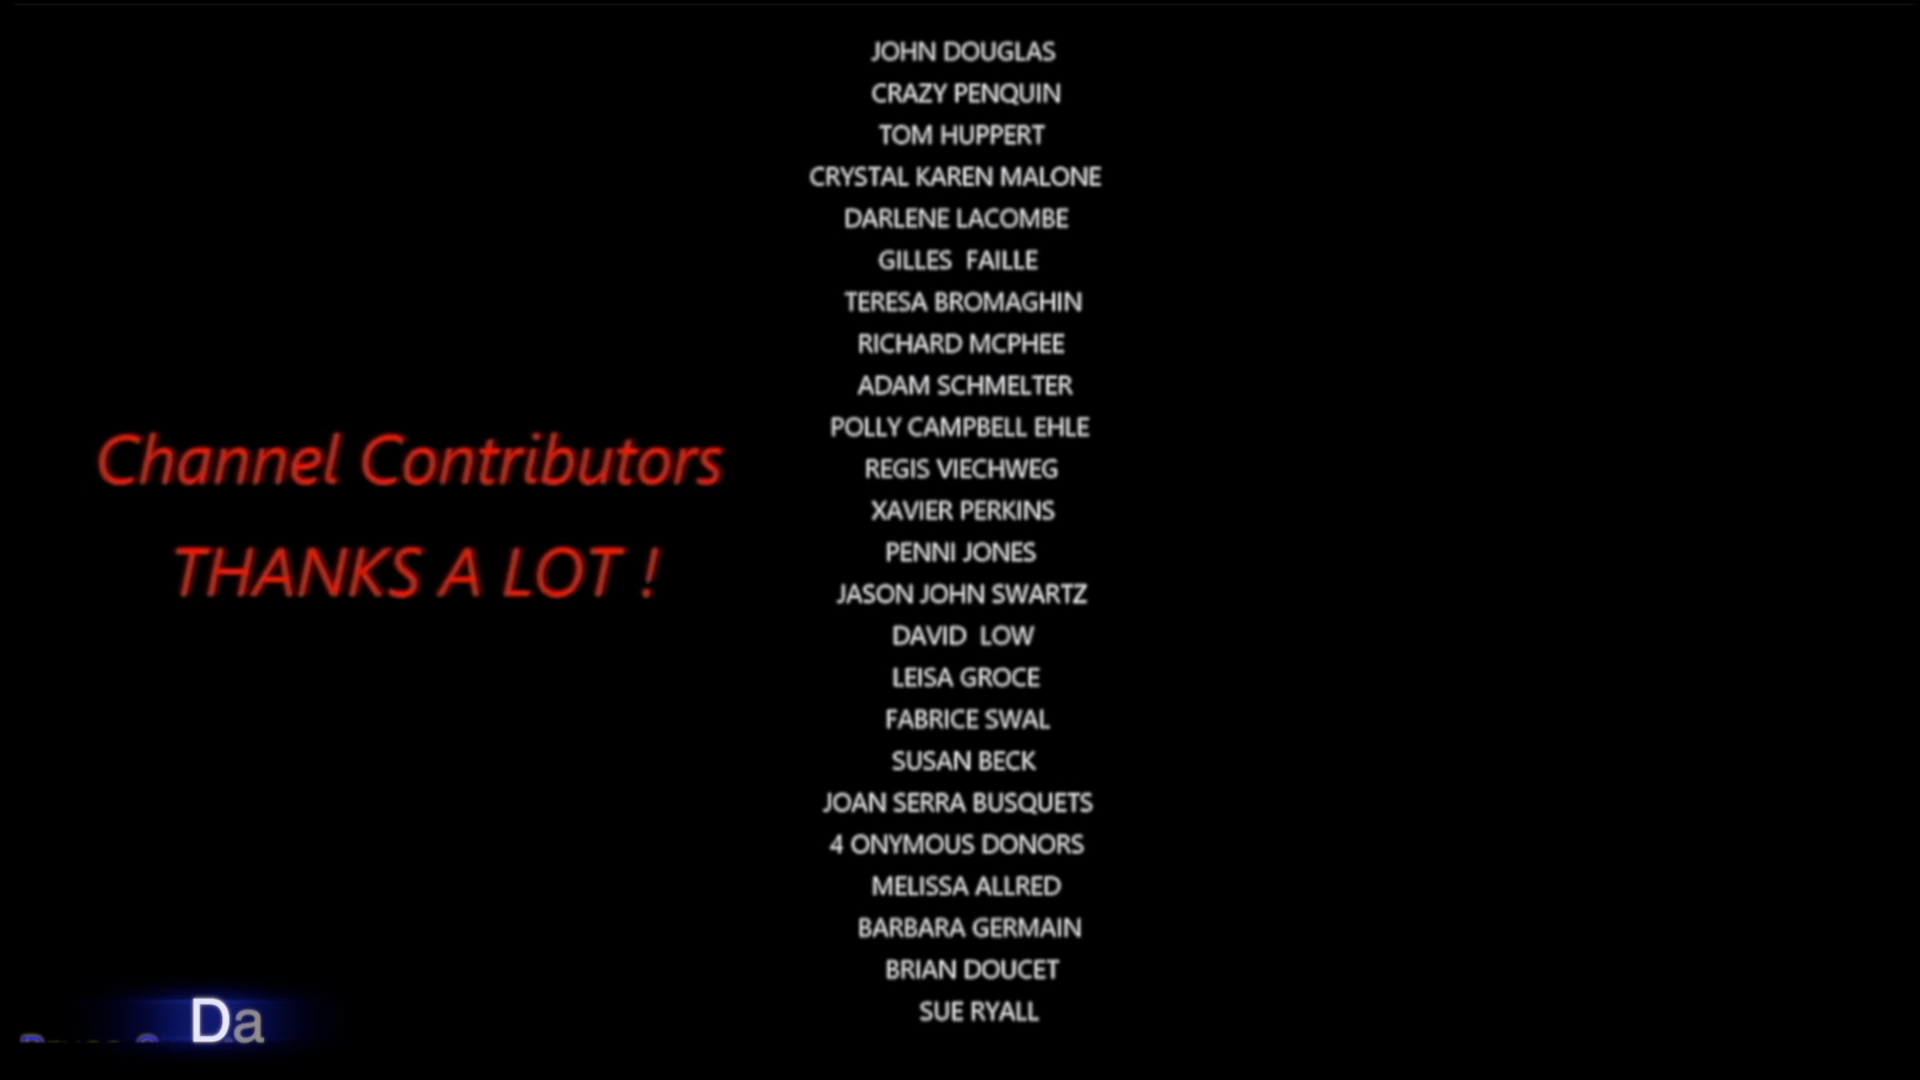 JOHN DOUGLAS
CRAZY PENQUIN
TOM HUPPERT
CRYSTAL KAREN MALONE
DARLENE LACOMBE
GILLES  FAILLE
TERESA BROMAGHIN
RICHARD MCPHEE
ADAM SCHMELTER
POLLY CAMPBELL EHLE
REGIS VIECHWEG
XAVIER PERKINS
PENNI JONES
JASON JOHN SWARTZ
DAVID  LOW
LEISA GROCE
FABRICE SWAL
SUSAN BECK
JOAN SERRA BUSQUETS
4 ONYMOUS DONORS
MELISSA ALLRED
BARBARA GERMAIN
BRIAN DOUCET
SUE RYALL
Channel Contributors
THANKS A LOT !
Da